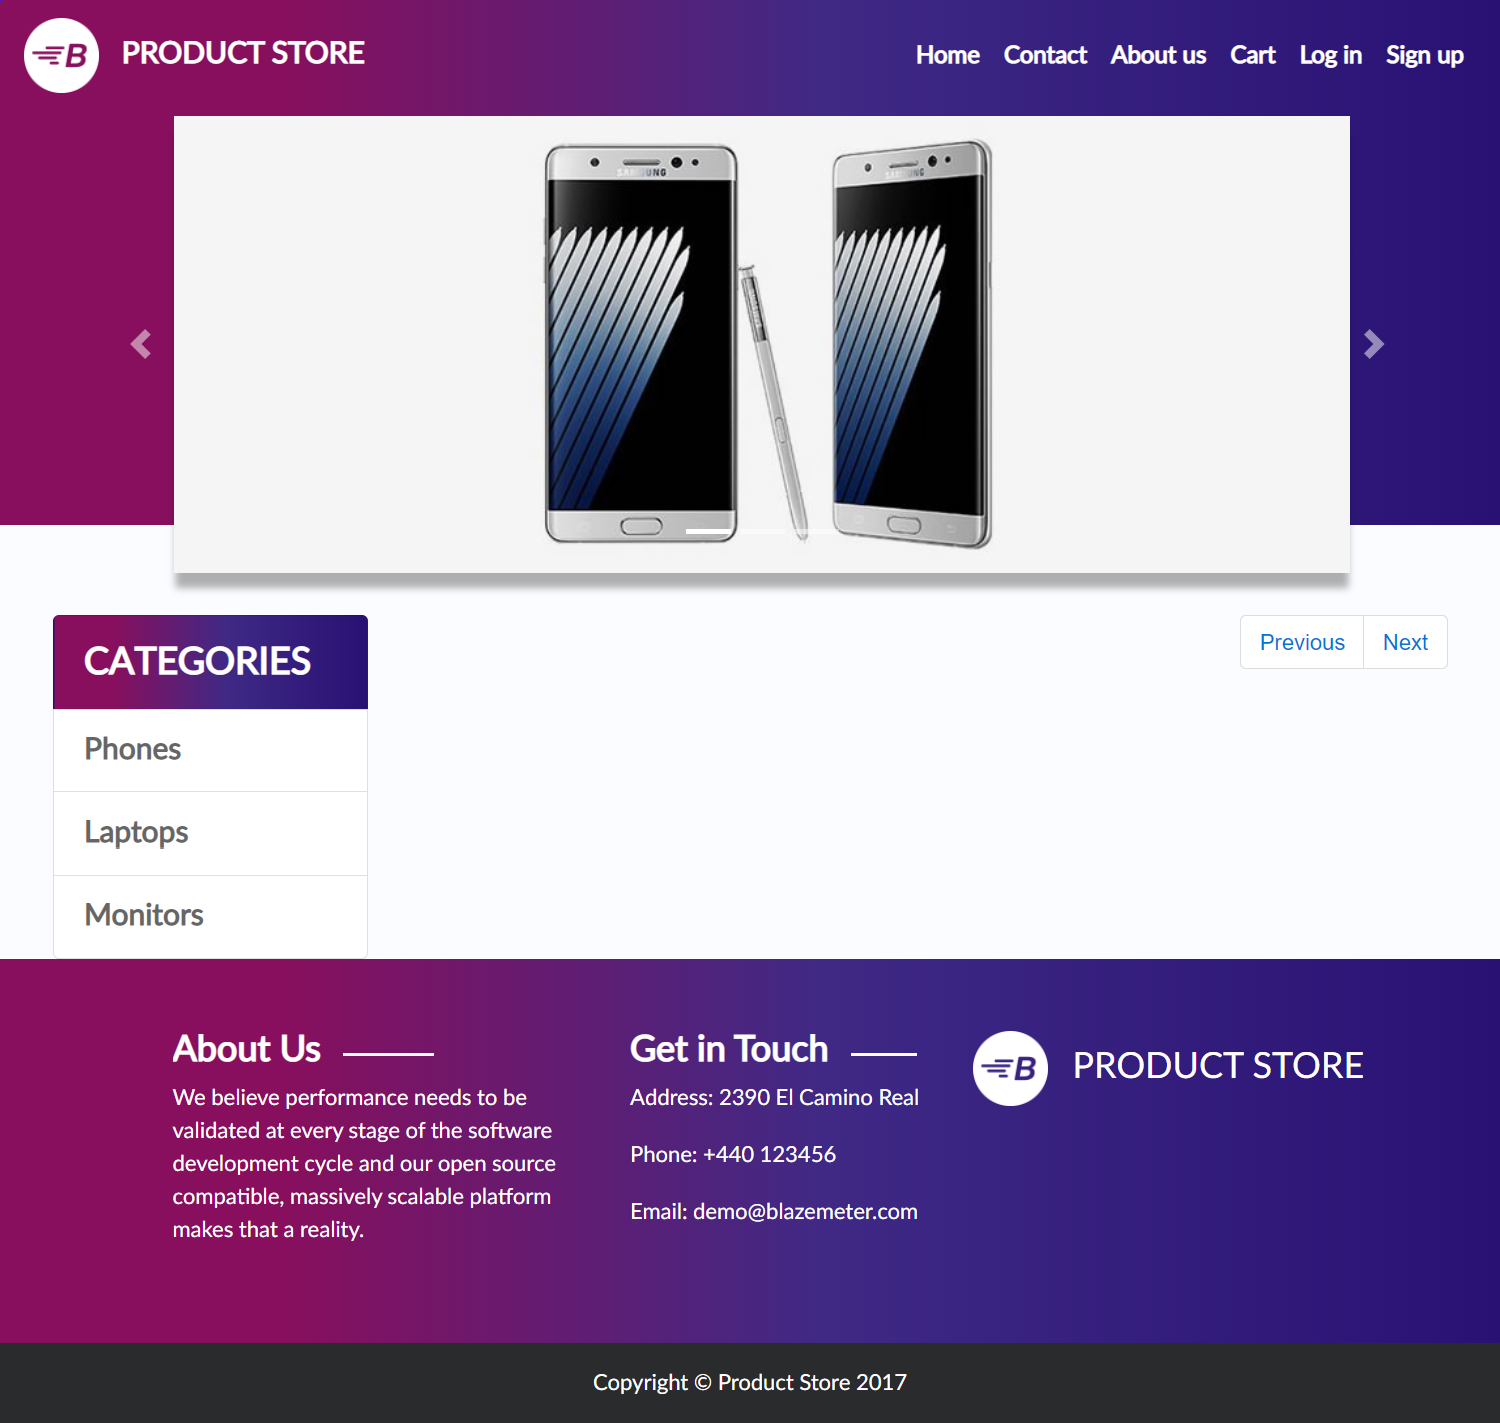 B PRODUCT STORE
Home Contact About us Cart Log in Sign up
SAMSUNG
SAMSUNG
SAMSUNG
CATEGORIES
Phones
Laptops
Monitors
Previous Next
About Us
We believe performance needs to be
validated at every stage of the software
development cycle and our open source
compatible, massively scalable platform
makes that a reality.
Get in Touch
Address: 2390 El Camino Real
Phone: +440 123456
Email: demo@blazemeter.com
B PRODUCT STORE
Copyright © Product Store 2017